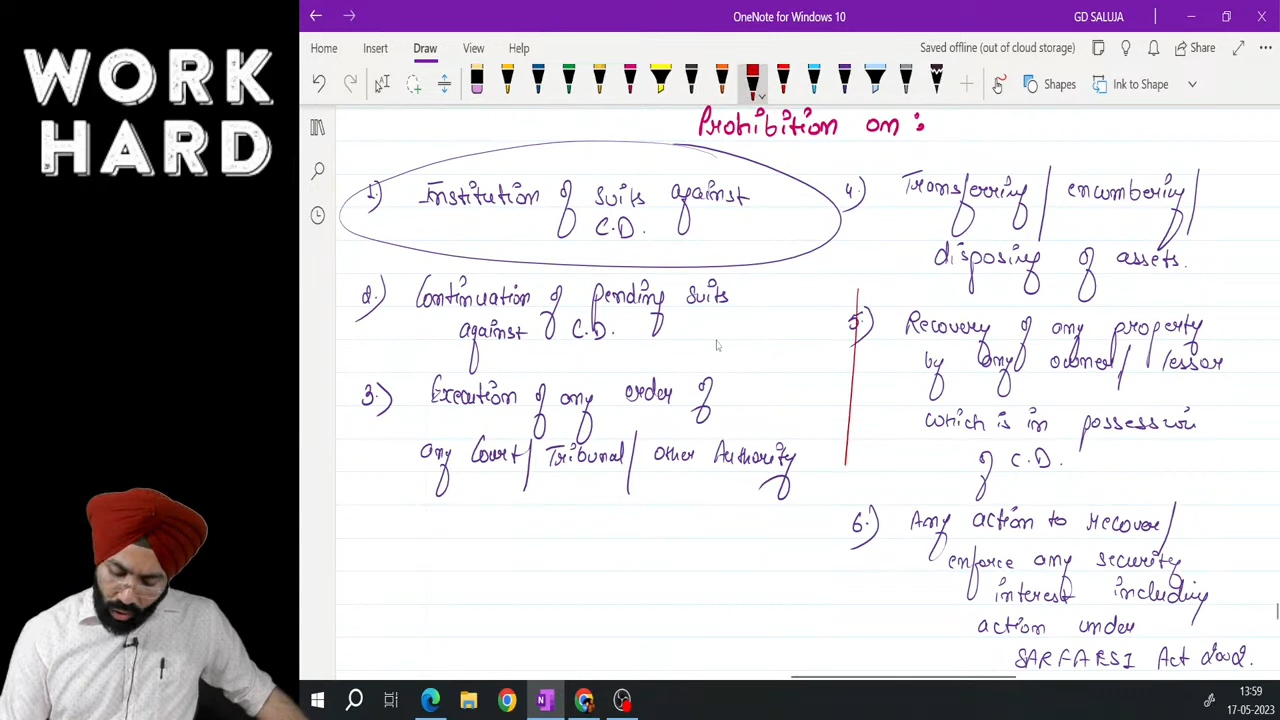 WORK
HARD
OneNote for Windows 10
GD SALUJA
Home Insert Draw View Help
Saved offline (out of cloud storage)
Share
Shapes
Ink to Shape
Prohibition on :
1) Institution of suits against
C.D.
2.) Continuation of pending suits
against C.D.
3.) Execution of any order of
any Court/ Tribunal/ other Authority
4.) Transferring/ encumbering/
disposing of assets.
5.) Recovery of any property
by any owner/ lessor
which is in possession
of C.D.
6.) Any action to recover/
enforce any security
interest including
action under
SARFARSI Act 2002.
13:59
17-05-2023